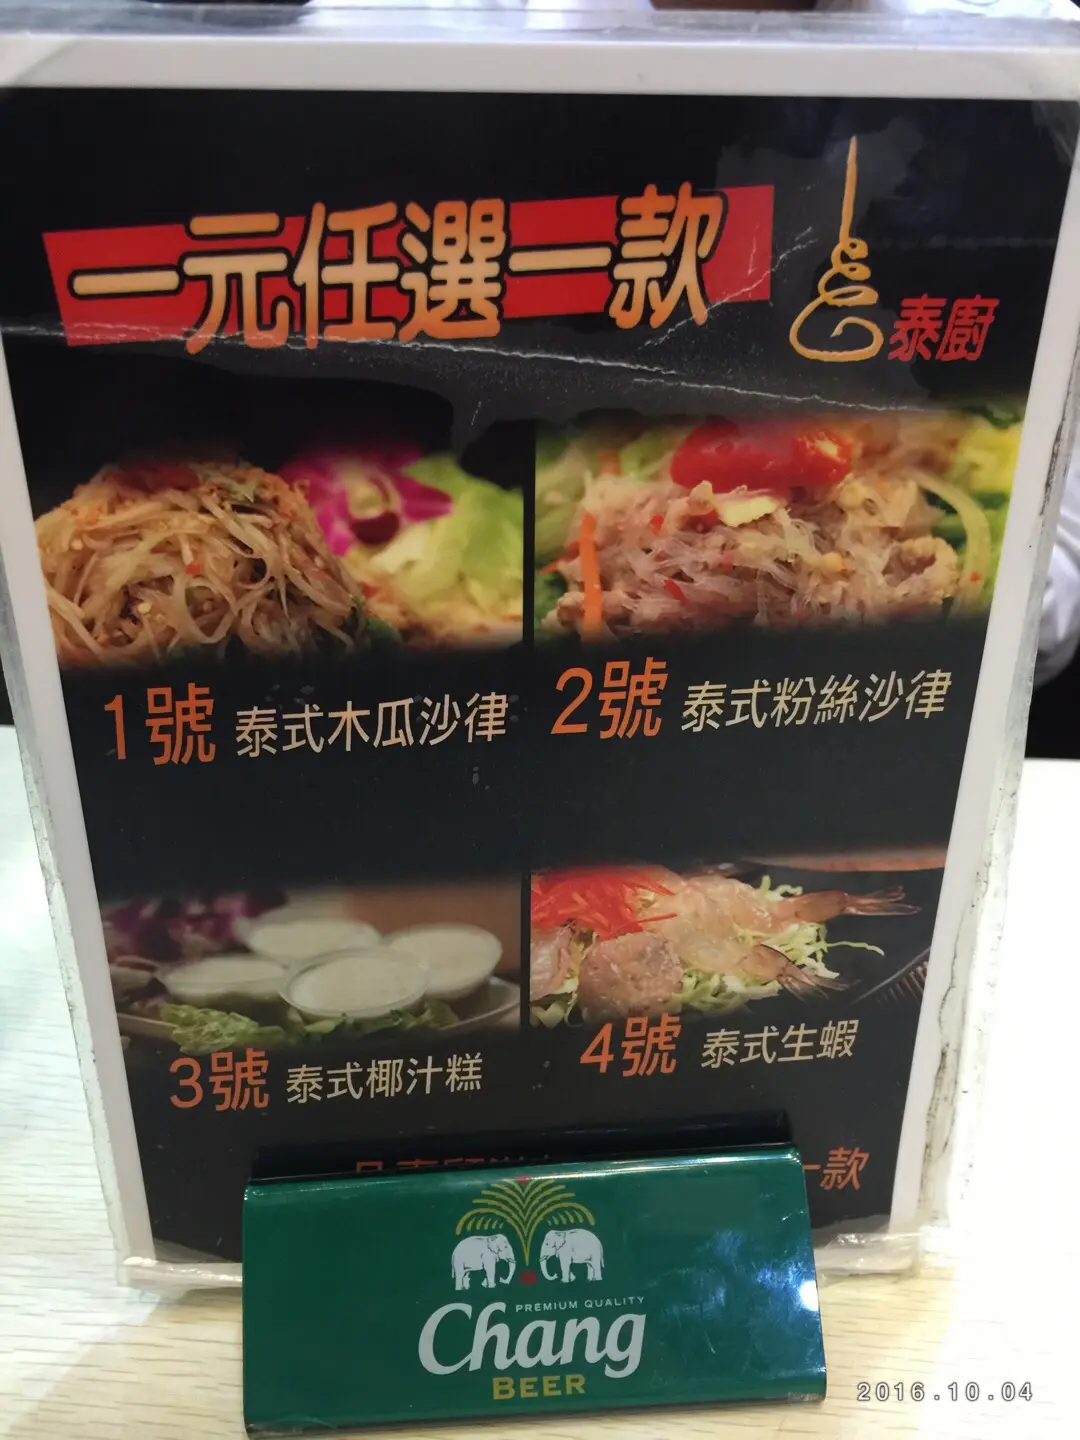 一元任選一款
泰廚
1號 泰式木瓜沙律
2號 泰式粉絲沙律
3號 泰式椰汁糕
4號 泰式生蝦
一款
PREMIUM QUALITY
Chang
BEER
2016.10.04